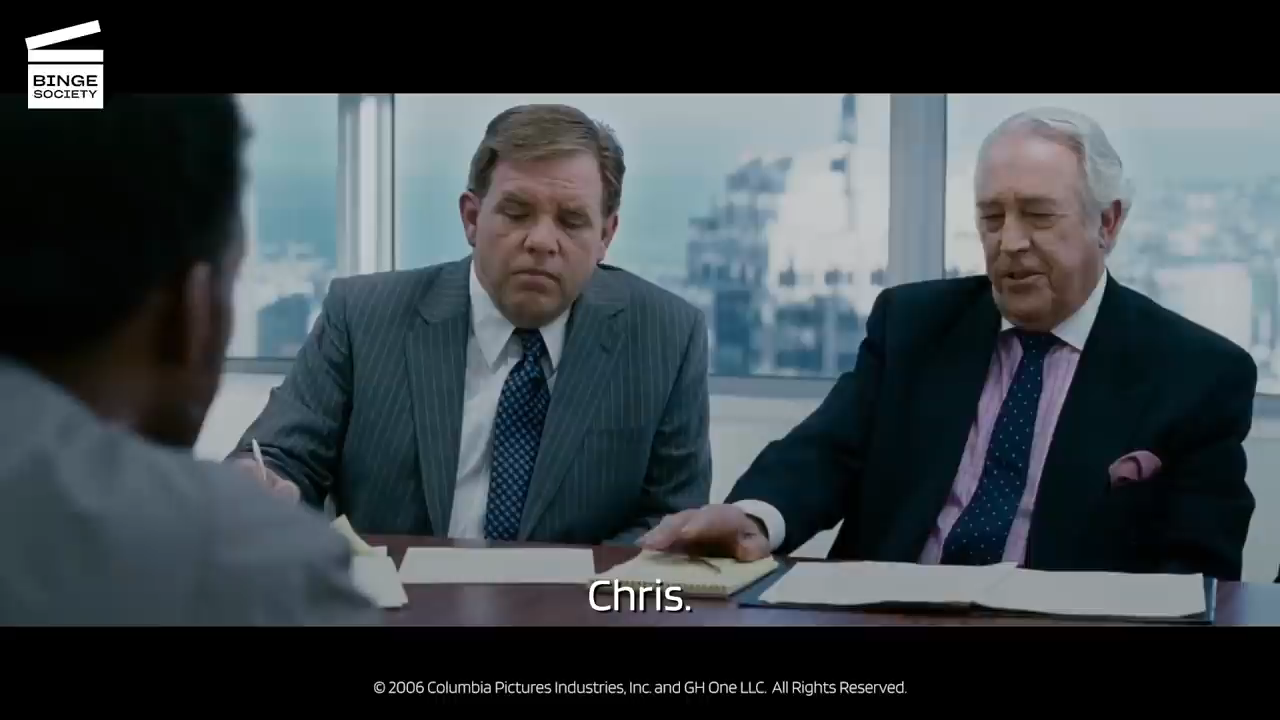 BINGE
SOCIETY
Chris.
© 2006 Columbia Pictures Industries, Inc. and GH One LLC. All Rights Reserved.